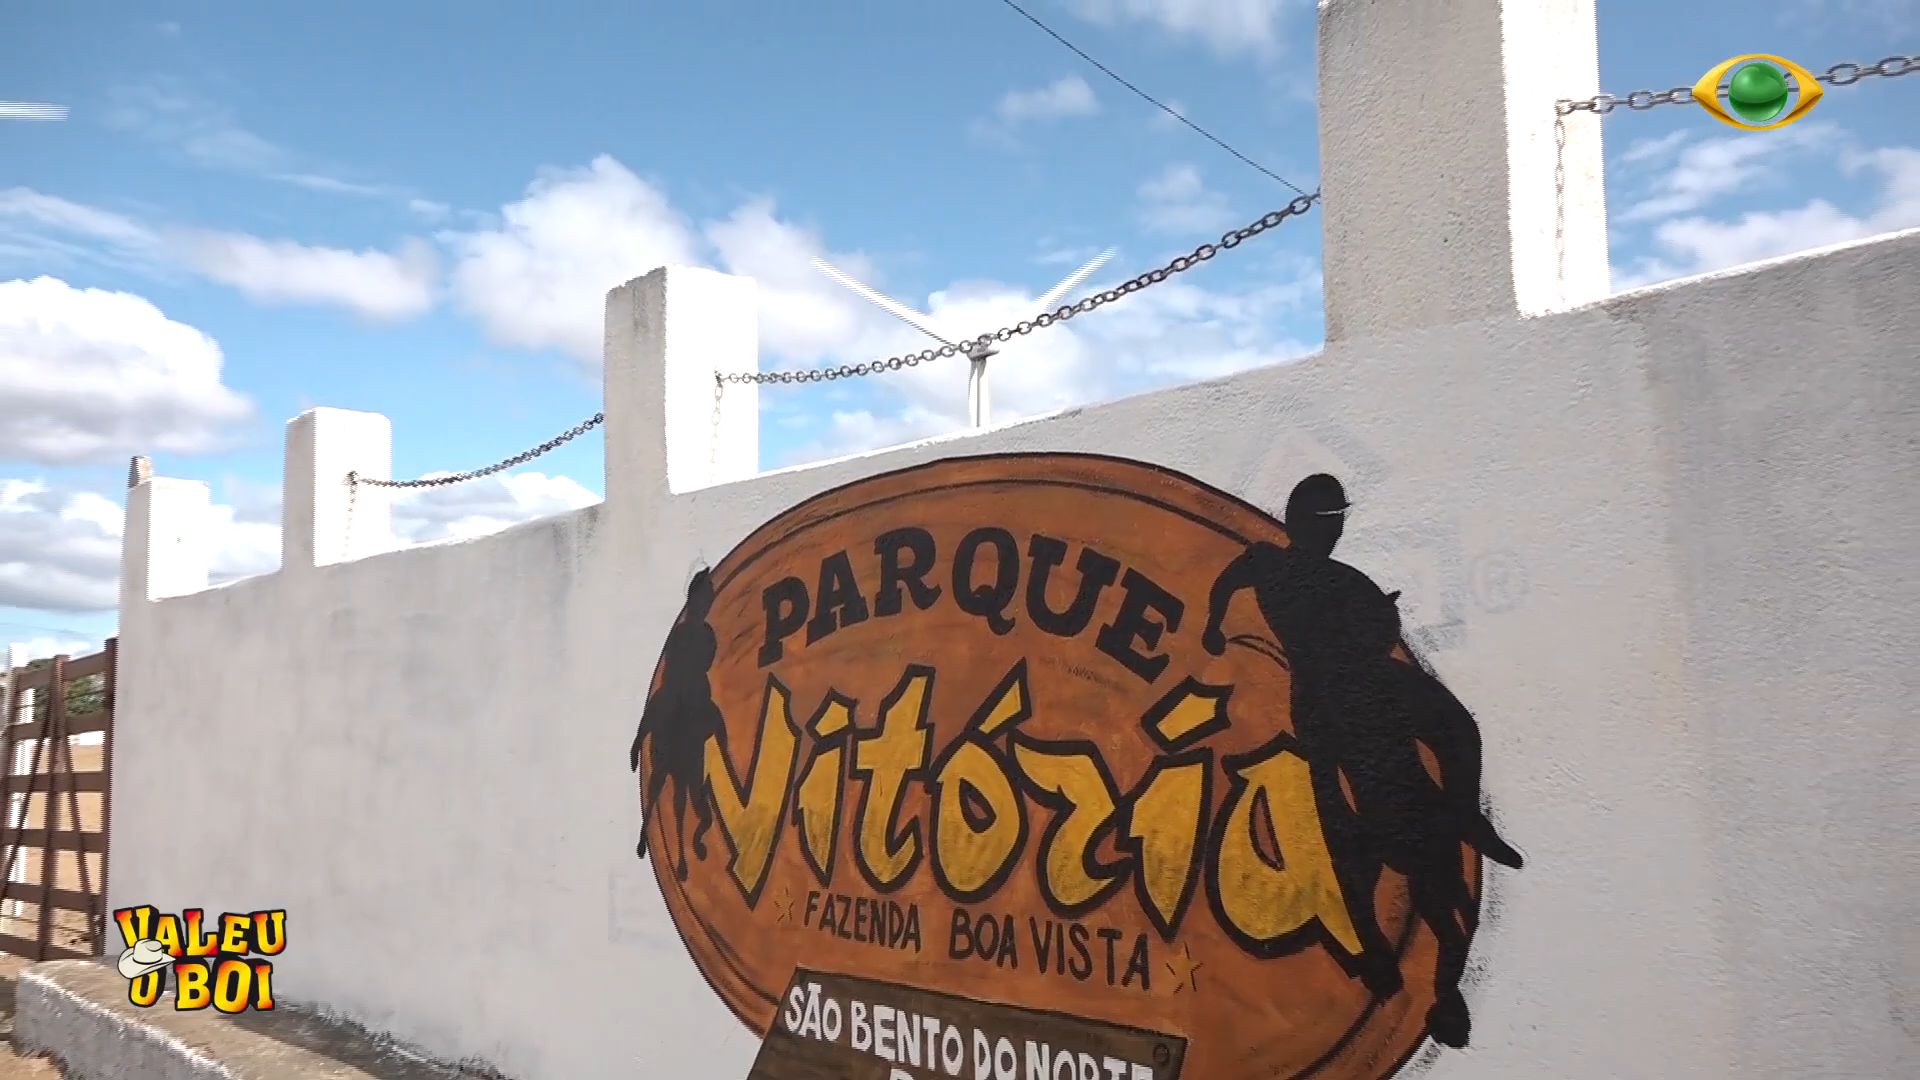 PARQUE
Vitória
FAZENDA BOA VISTA
SÃO BENTO DO NORTE
VALEU
O BOI